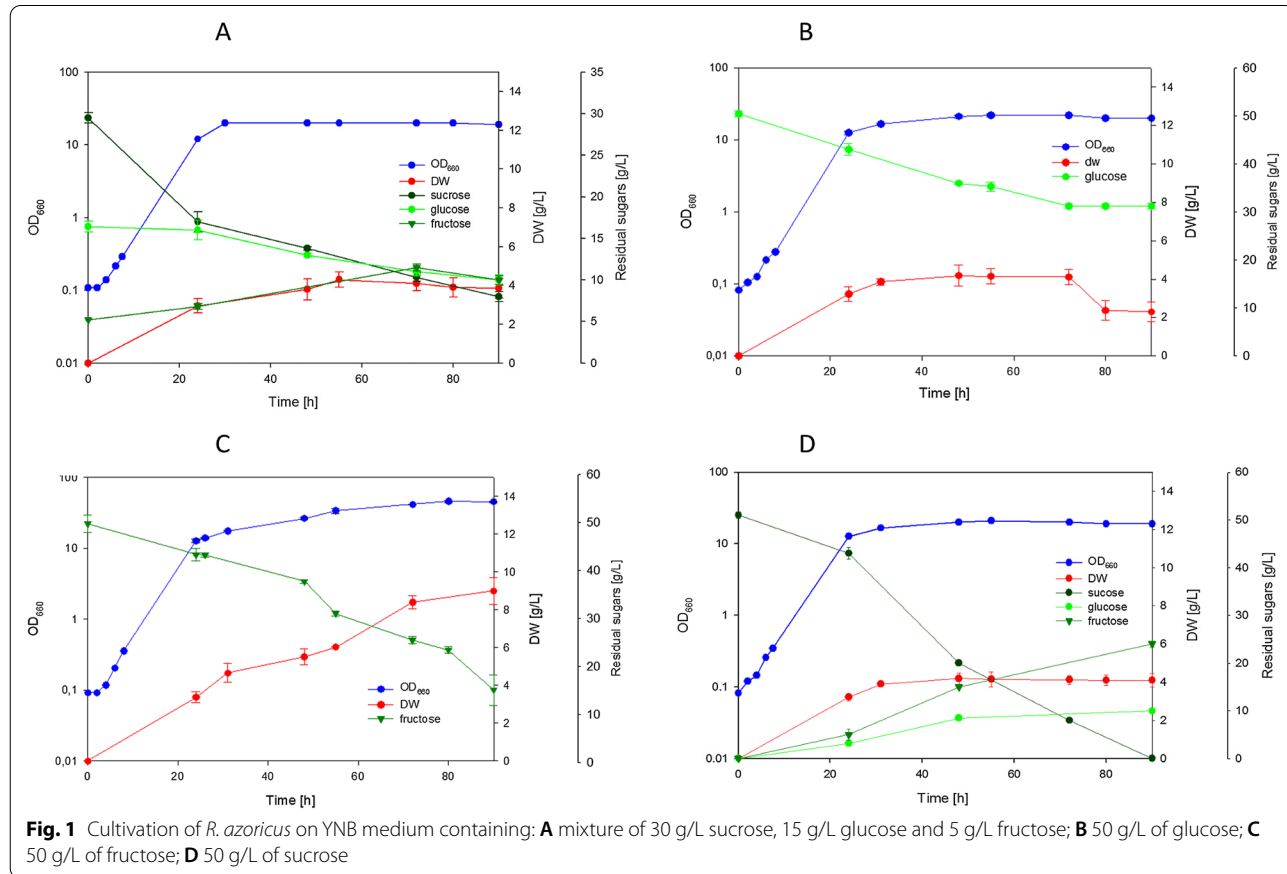 A
100
10
1
0.1
0.01
OD660
0
20
40
60
80
Time [h]
14
12
10
8
6
4
2
0
DW [g/L]
35
30
25
20
15
10
5
0
Residual sugars [g/L]
OD660
DW
sucrose
glucose
fructose
B
100
10
1
0,1
0,01
OD660
0
20
40
60
80
Time [h]
14
12
10
8
6
4
2
0
DW [g/L]
60
50
40
30
20
10
0
Residual sugars [g/L]
OD660
dw
glucose
C
100
10
1
0,1
0,01
OD660
0
20
40
60
80
Time [h]
14
12
10
8
6
4
2
0
DW [g/L]
60
50
40
30
20
10
0
Residual sugars [g/L]
OD660
DW
fructose
D
100
10
1
0.1
0.01
OD660
0
20
40
60
80
Time [h]
14
12
10
8
6
4
2
0
DW [g/L]
60
50
40
30
20
10
0
Residual sugars [g/L]
OD660
DW
sucose
glucose
fructose
Fig. 1 Cultivation of R. azoricus on YNB medium containing: A mixture of 30 g/L sucrose, 15 g/L glucose and 5 g/L fructose; B 50 g/L of glucose; C
50 g/L of fructose; D 50 g/L of sucrose